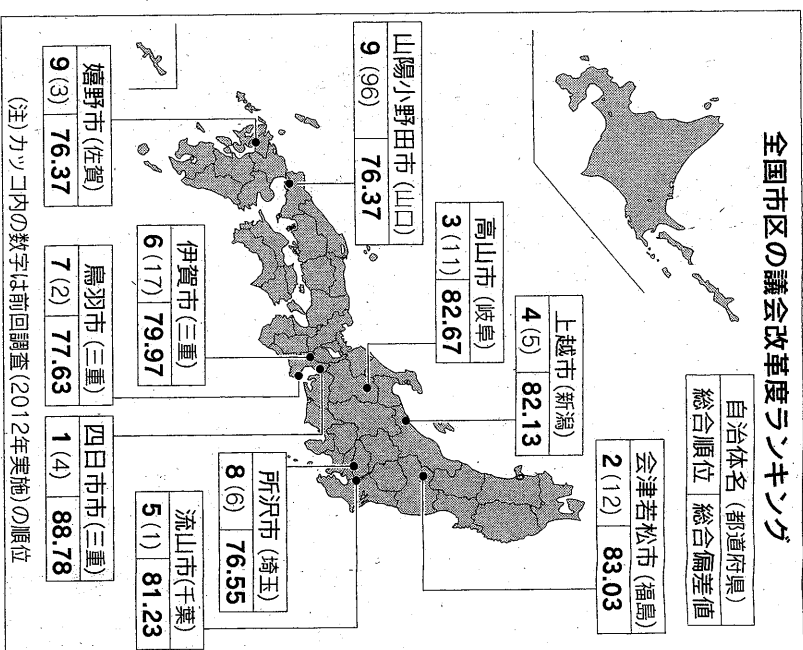 全国市区の議会改革度ランキング
自治体名(都道府県)
総合順位 総合偏差値
会津若松市(福島)
2(12) 83.03
上越市(新潟)
4(5) 82.13
高山市(岐阜)
3(11) 82.67
山陽小野田市(山口)
9(96) 76.37
嬉野市(佐賀)
9(3) 76.37
伊賀市(三重)
6(17) 79.97
鳥羽市(三重)
7(2) 77.63
四日市市(三重)
1(4) 88.78
所沢市(埼玉)
8(6) 76.55
流山市(千葉)
5(1) 81.23
(注)カッコ内の数字は前回調査(2012年実施)の順位